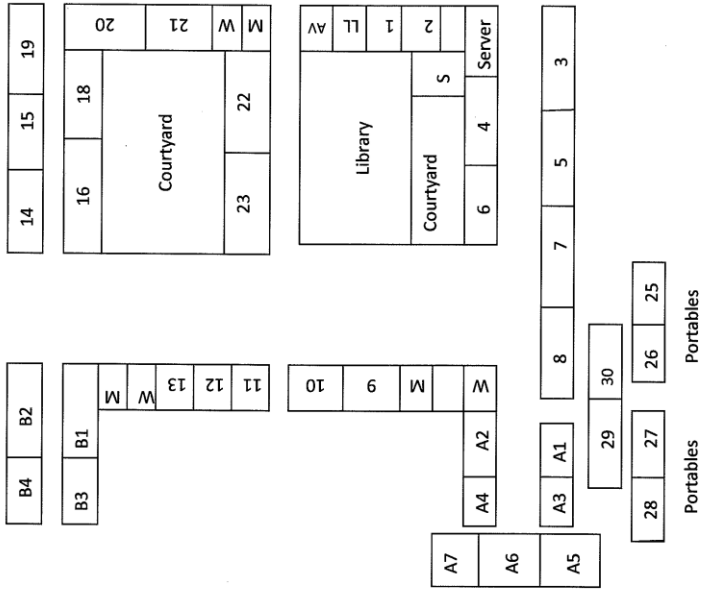 19
15
14
20
21
W
M
18
16
Courtyard
22
23
AV
LL
1
2
Server
S
Library
Courtyard
4
6
3
5
7
8
B2
B4
B1
B3
M
W
13
12
11
10
9
M
W
A2
A4
A1
A3
A7
A6
A5
30
29
25
26
27
28
Portables
Portables